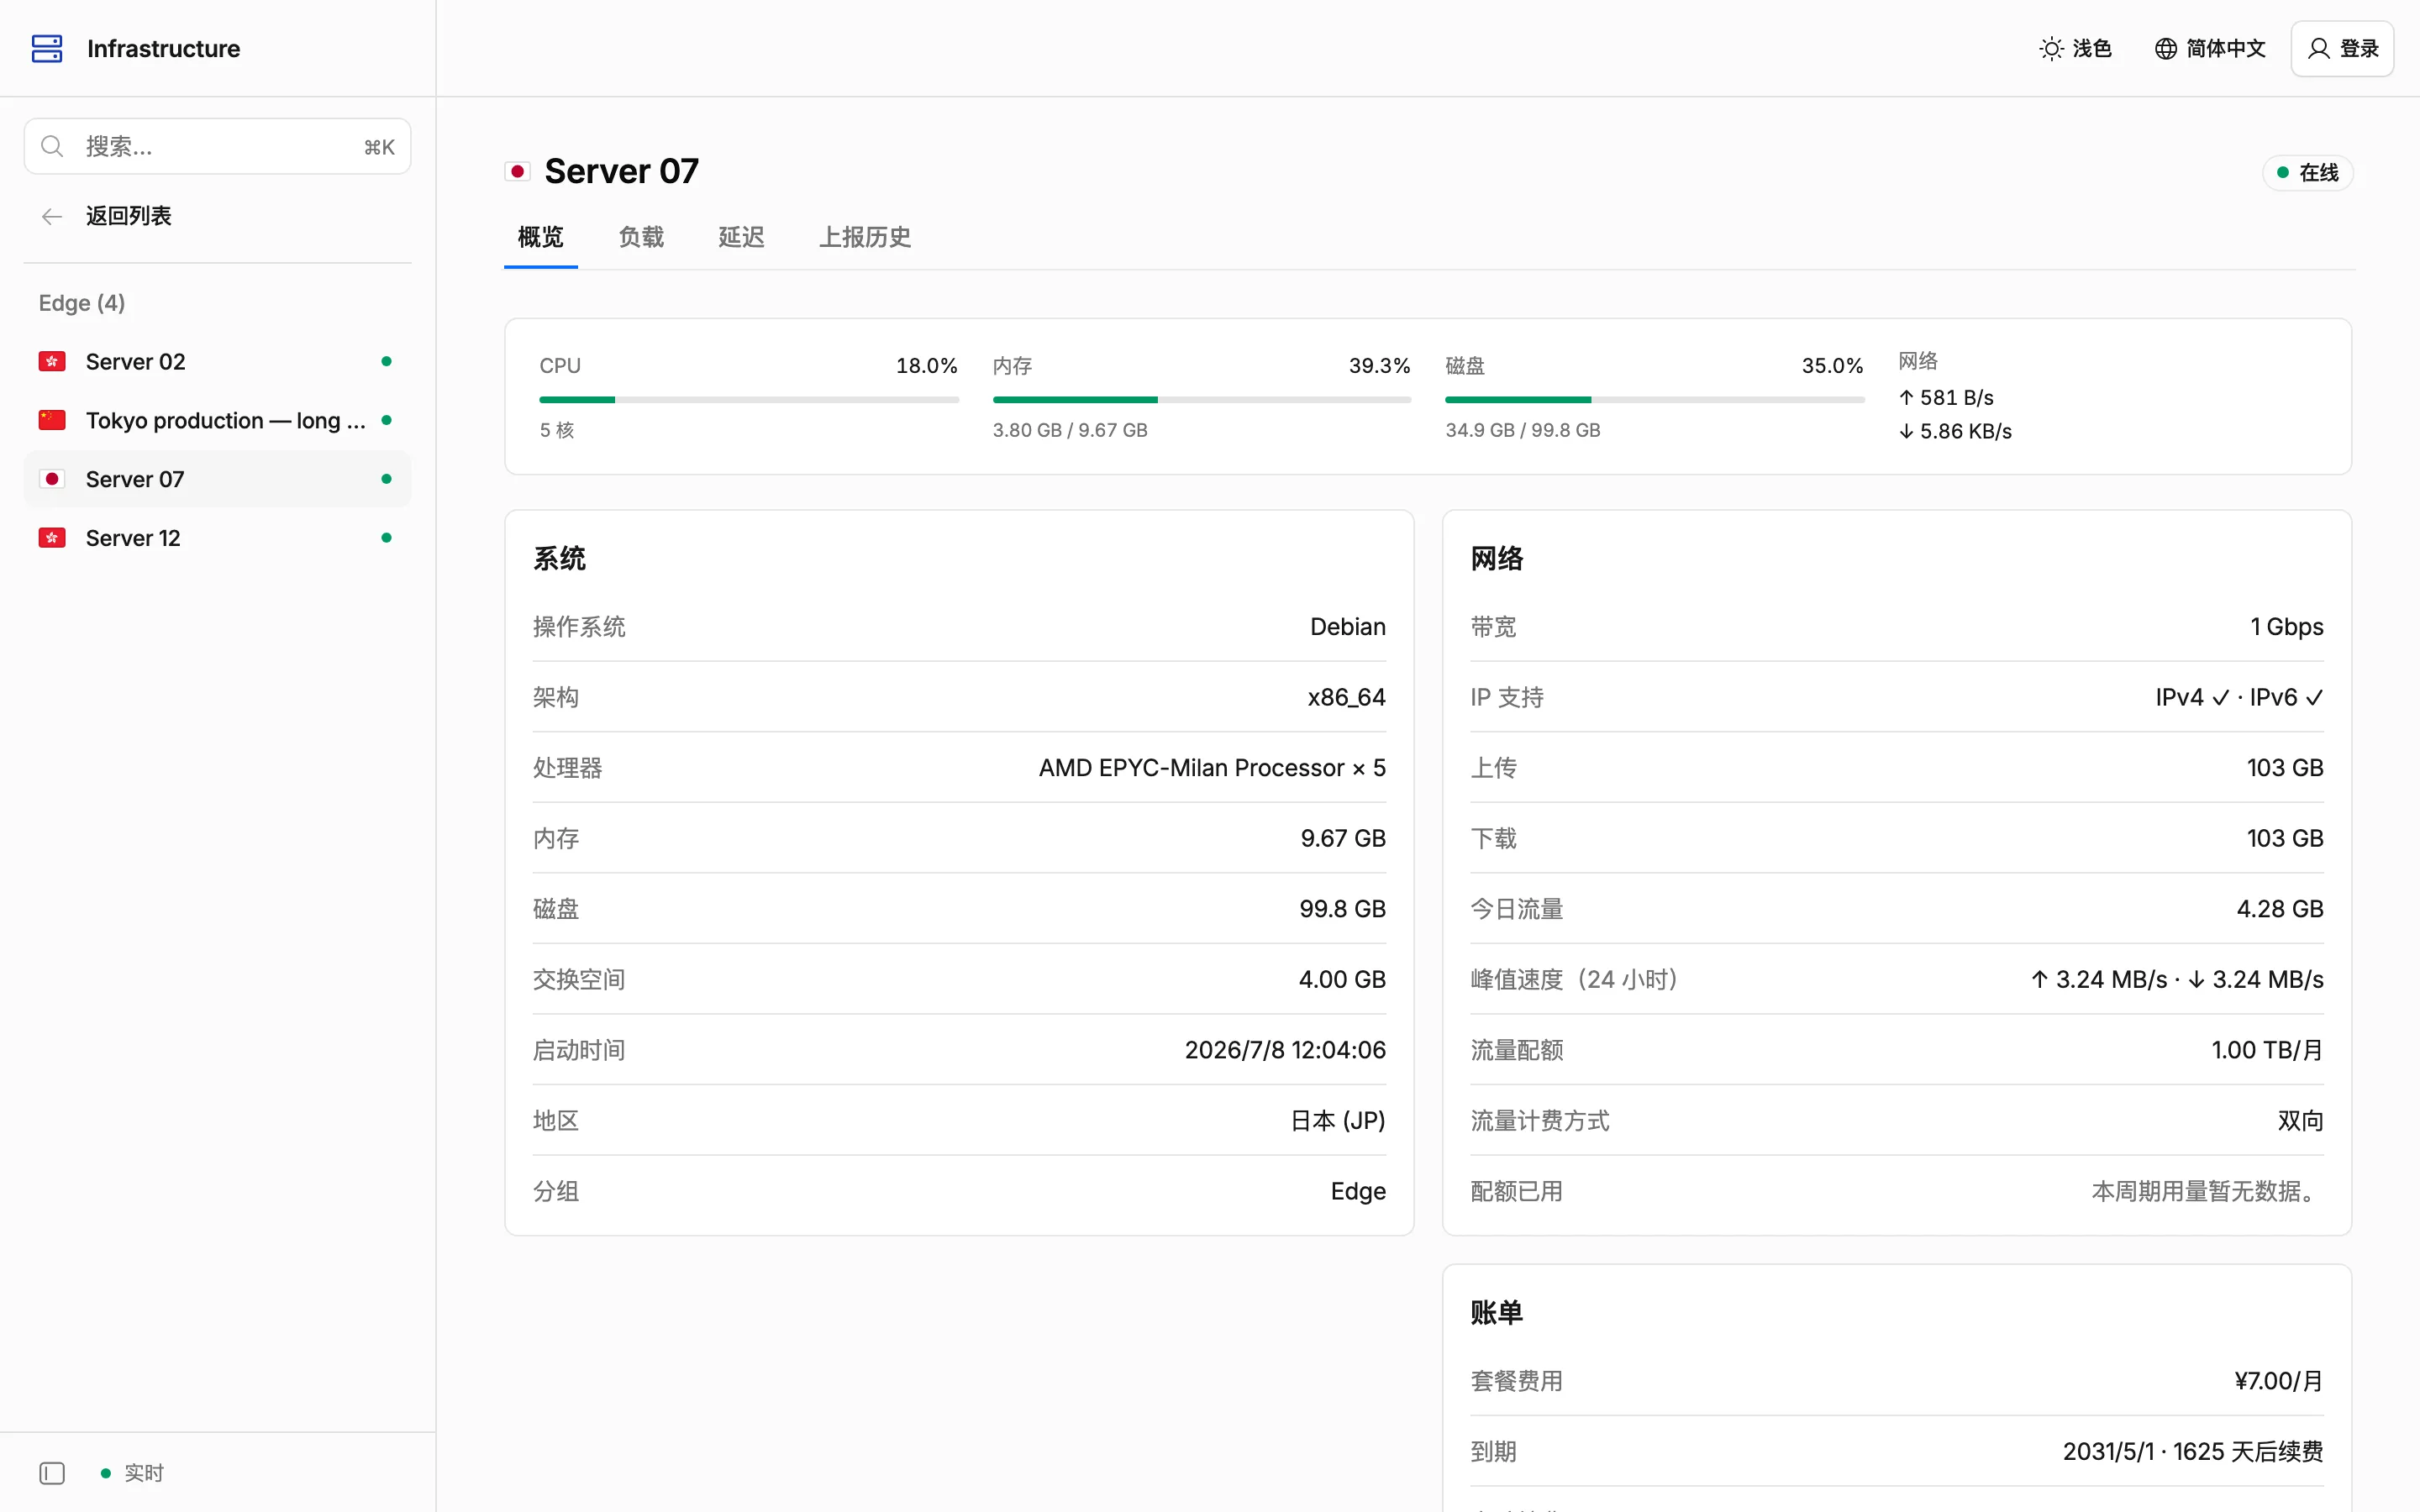 Infrastructure
浅色
简体中文
登录
搜索...
⌘K
返回列表
Edge (4)
Server 02
Tokyo production — long ...
Server 07
Server 12
实时
Server 07
在线
概览
负载
延迟
上报历史
CPU 18.0%
5 核
内存 39.3%
3.80 GB / 9.67 GB
磁盘 35.0%
34.9 GB / 99.8 GB
网络
↑ 581 B/s
↓ 5.86 KB/s
系统
操作系统 Debian
架构 x86_64
处理器 AMD EPYC-Milan Processor × 5
内存 9.67 GB
磁盘 99.8 GB
交换空间 4.00 GB
启动时间 2026/7/8 12:04:06
地区 日本 (JP)
分组 Edge
网络
带宽 1 Gbps
IP 支持 IPv4 ✓ · IPv6 ✓
上传 103 GB
下载 103 GB
今日流量 4.28 GB
峰值速度（24 小时） ↑ 3.24 MB/s · ↓ 3.24 MB/s
流量配额 1.00 TB/月
流量计费方式 双向
配额已用 本周期用量暂无数据。
账单
套餐费用 ¥7.00/月
到期 2031/5/1 · 1625 天后续费